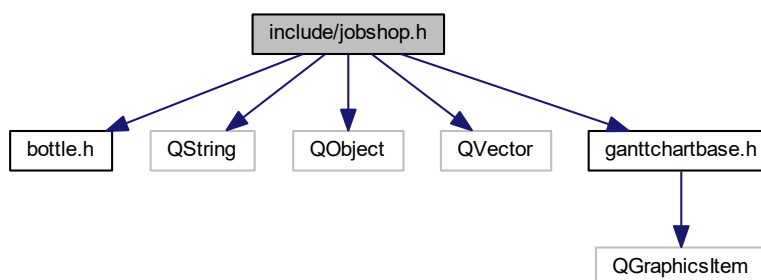 include/jobshop.h
bottle.h
QString
QObject
QVector
ganttchartbase.h
QGraphicsItem